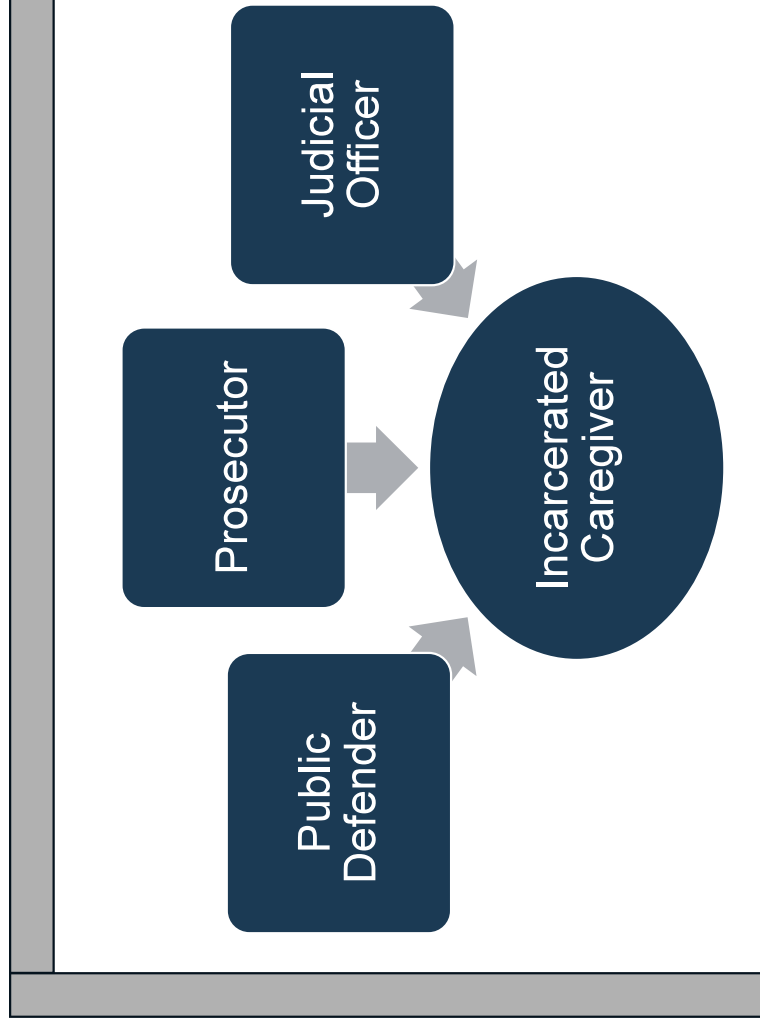 Public
Defender
Prosecutor
Judicial
Officer
Incarcerated
Caregiver